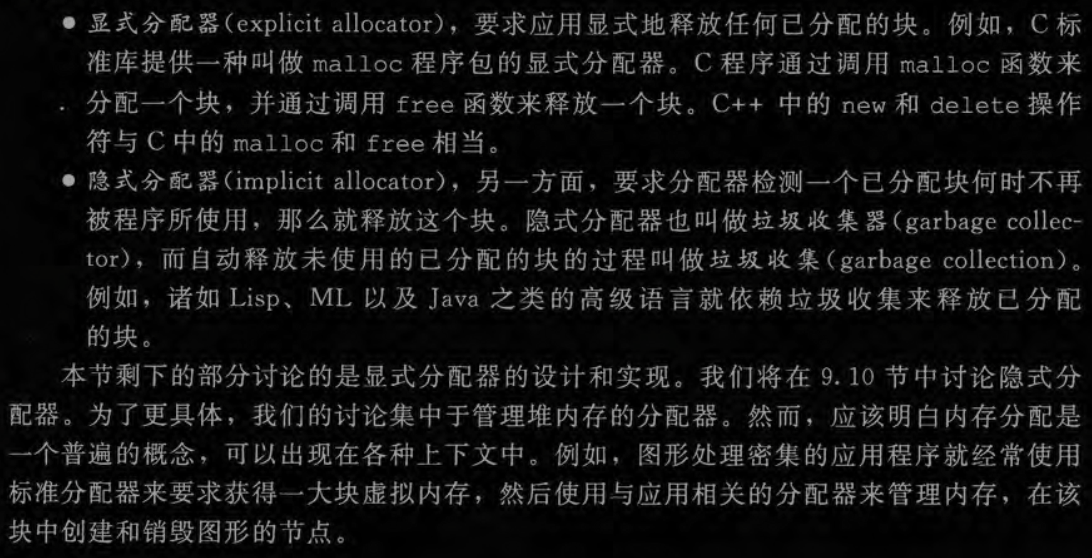 ● 显式分配器(explicit allocator)，要求应用显式地释放任何已分配的块。例如，C 标
准库提供一种叫做 malloc 程序包的显式分配器。C 程序通过调用 malloc 函数来
分配一个块，并通过调用 free 函数来释放一个块。C++ 中的 new 和 delete 操作
符与 C 中的 malloc 和 free 相当。
● 隐式分配器(implicit allocator)，另一方面，要求分配器检测一个已分配块何时不再
被程序所使用，那么就释放这个块。隐式分配器也叫做垃圾收集器(garbage collec-
tor)，而自动释放未使用的已分配的块的过程叫做垃圾收集(garbage collection)。
例如，诸如 Lisp、ML 以及 Java 之类的高级语言就依赖垃圾收集来释放已分配
的块。
本节剩下的部分讨论的是显式分配器的设计和实现。我们将在 9.10 节中讨论隐式分
配器。为了更具体，我们的讨论集中于管理堆内存的分配器。然而，应该明白内存分配是
一个普遍的概念，可以出现在各种上下文中。例如，图形处理密集的应用程序就经常使用
标准分配器来要求获得一大块虚拟内存，然后使用与应用相关的分配器来管理内存，在该
块中创建和销毁图形的节点。